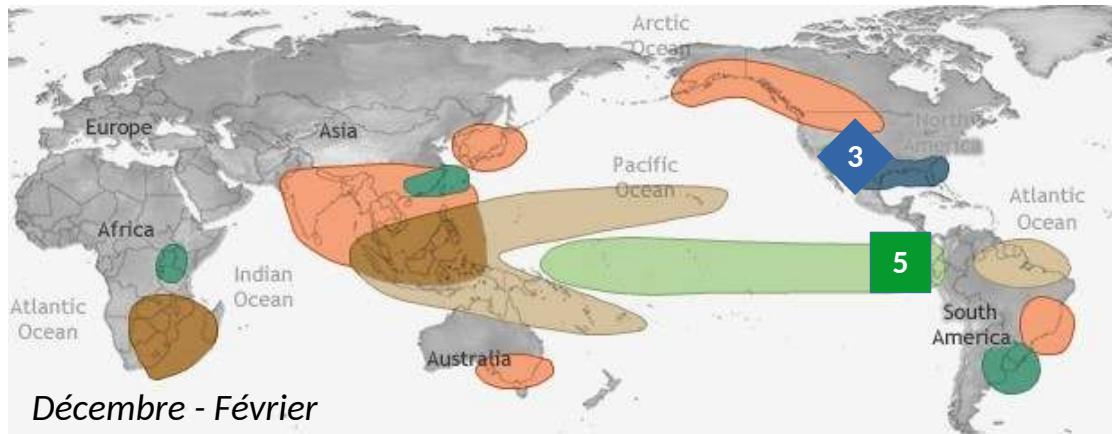 Arctic
Ocean
Europe
Asia
North
America
3
Pacific
Ocean
Atlantic
Ocean
Africa
Indian
Ocean
5
Atlantic
Ocean
South
America
Australia
Décembre - Février